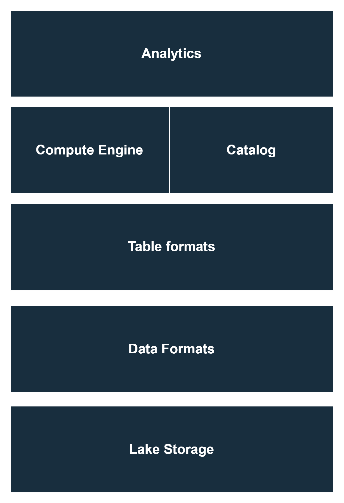 Analytics
Compute Engine
Catalog
Table formats
Data Formats
Lake Storage